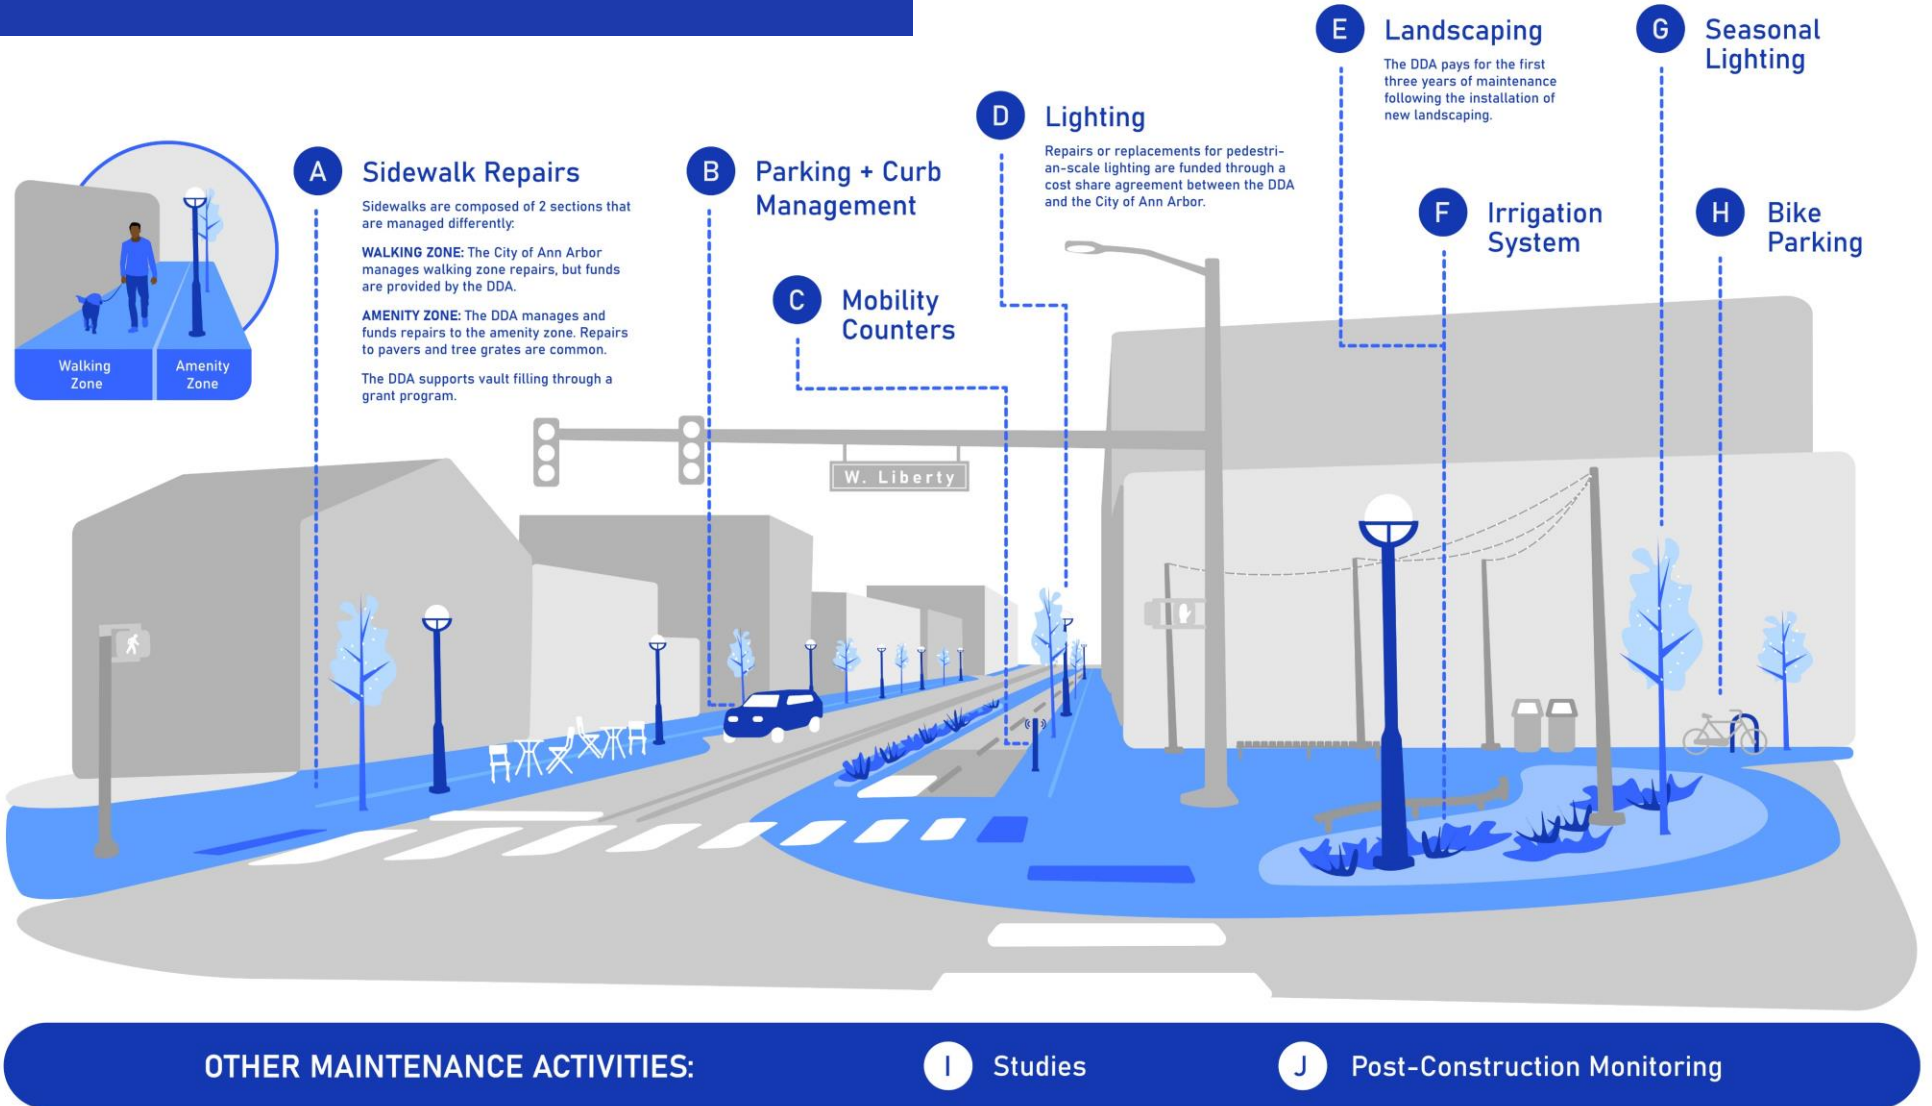 A
Sidewalk Repairs
Sidewalks are composed of 2 sections that
are managed differently:
WALKING ZONE: The City of Ann Arbor
manages walking zone repairs, but funds
are provided by the DDA.
AMENITY ZONE: The DDA manages and
funds repairs to the amenity zone. Repairs
to pavers and tree grates are common.
The DDA supports vault filling through a
grant program.
Walking
Zone
Amenity
Zone
B
Parking + Curb
Management
C
Mobility
Counters
D
Lighting
Repairs or replacements for pedestri-
an-scale lighting are funded through a
cost share agreement between the DDA
and the City of Ann Arbor.
E
Landscaping
The DDA pays for the first
three years of maintenance
following the installation of
new landscaping.
F
Irrigation
System
G
Seasonal
Lighting
H
Bike
Parking
W. Liberty
OTHER MAINTENANCE ACTIVITIES:
I
Studies
J
Post-Construction Monitoring